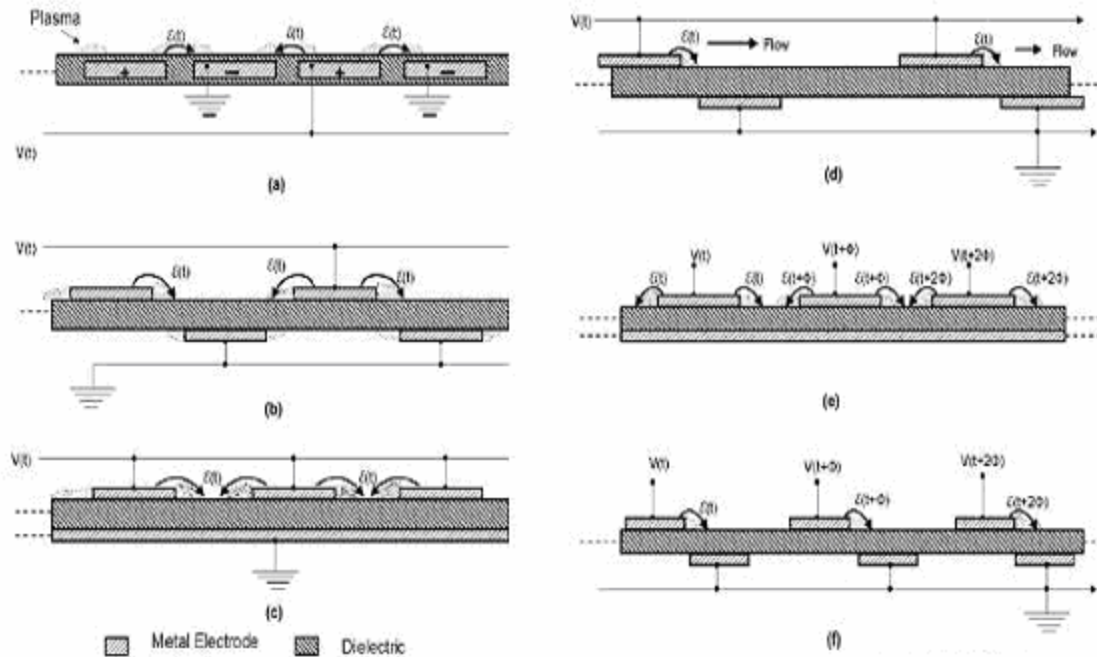 Plasma
ℰ(t) ℰ(t) ℰ(t)
+ − + −
V(t)
(a)
V(t)
ℰ(t) ℰ(t) ℰ(t)
(b)
V(t)
ℰ(t) ℰ(t)
(c)
Metal Electrode Dielectric
V(t)
ℰ(t) Flow ℰ(t) Flow
(d)
V(t) V(t+Φ) V(t+2Φ)
ℰ(t) ℰ(t) ℰ(t+Φ) ℰ(t+Φ) ℰ(t+2Φ) ℰ(t+2Φ)
(e)
V(t) V(t+Φ) V(t+2Φ)
ℰ(t) ℰ(t+Φ) ℰ(t+2Φ)
(f)